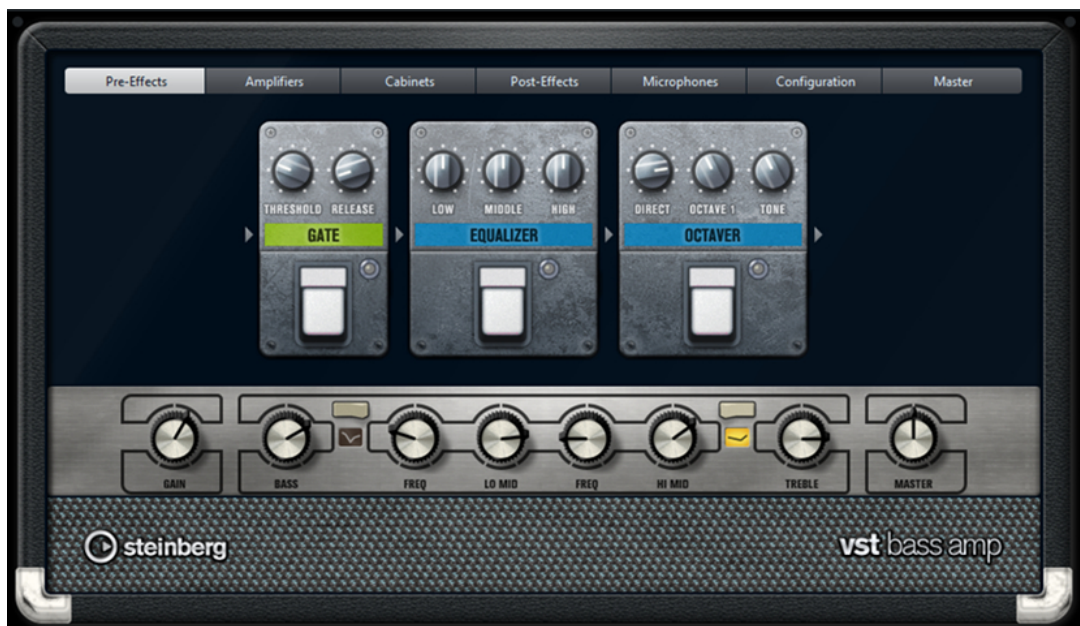 Pre-Effects Amplifiers Cabinets Post-Effects Microphones Configuration Master
THRESHOLD RELEASE LOW MIDDLE HIGH DIRECT OCTAVE 1 TONE
GATE EQUALIZER OCTAVER
GAIN BASS FREQ LO MID FREQ HI MID TREBLE MASTER
steinberg vst bass amp